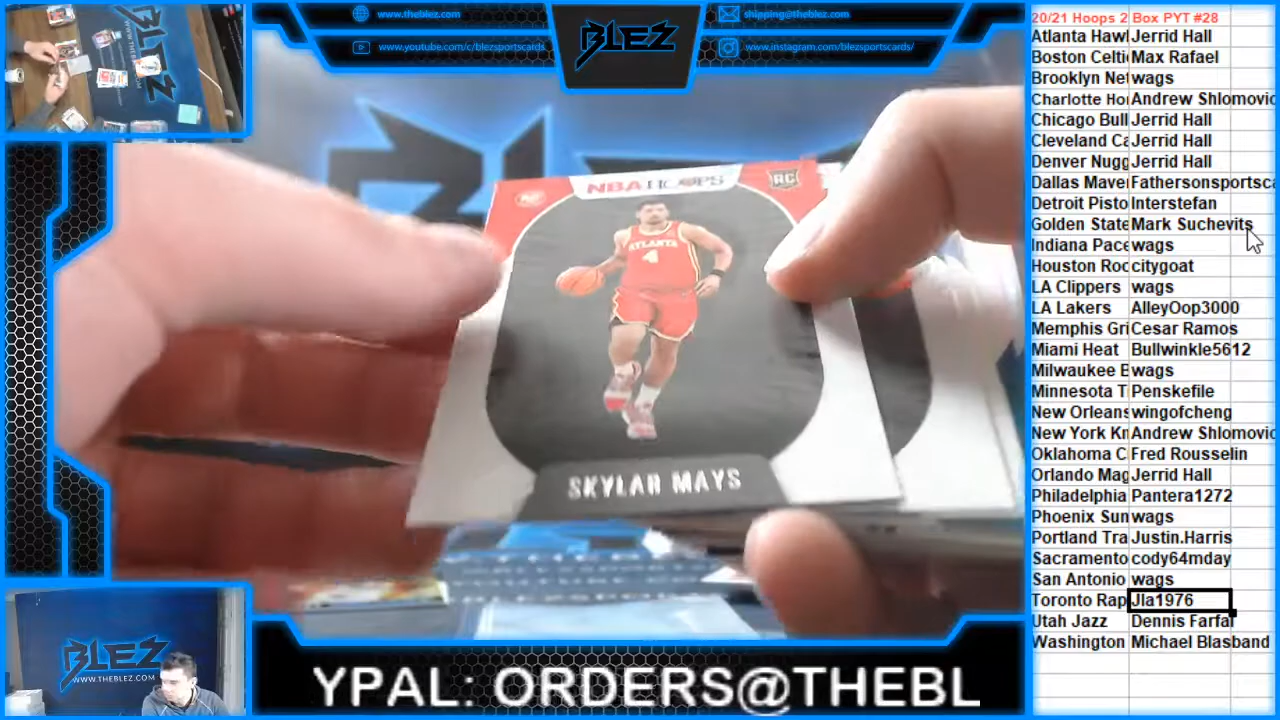 www.theblez.com
www.youtube.com/c/blezsportscards
BLEZ
shipping@theblez.com
www.instagram.com/blezsportscards/
NBA HOOPS
RC
ATLANTA
4
SKYLAR MAYS
BLEZ
WWW.THEBLEZ.COM
YPAL: ORDERS@THEBL
20/21 Hoops 2 Box PYT #28
Atlanta Hawl Jerrid Hall
Boston Celti Max Rafael
Brooklyn Net wags
Charlotte Ho Andrew Shlomovic
Chicago Bull Jerrid Hall
Cleveland Ca Jerrid Hall
Denver Nugg Jerrid Hall
Dallas Maver Fathersonsportsca
Detroit Pisto Interstefan
Golden State Mark Suchevits
Indiana Pace wags
Houston Roc citygoat
LA Clippers wags
LA Lakers AlleyOop3000
Memphis Gri Cesar Ramos
Miami Heat Bullwinkle5612
Milwaukee B wags
Minnesota T Penskefile
New Orleans wingofcheng
New York Kn Andrew Shlomovic
Oklahoma C Fred Rousselin
Orlando Mag Jerrid Hall
Philadelphia Pantera1272
Phoenix Sun wags
Portland Tra Justin.Harris
Sacramento cody64mday
San Antonio wags
Toronto Rap Jla1976
Utah Jazz Dennis Farfal
Washington Michael Blasband